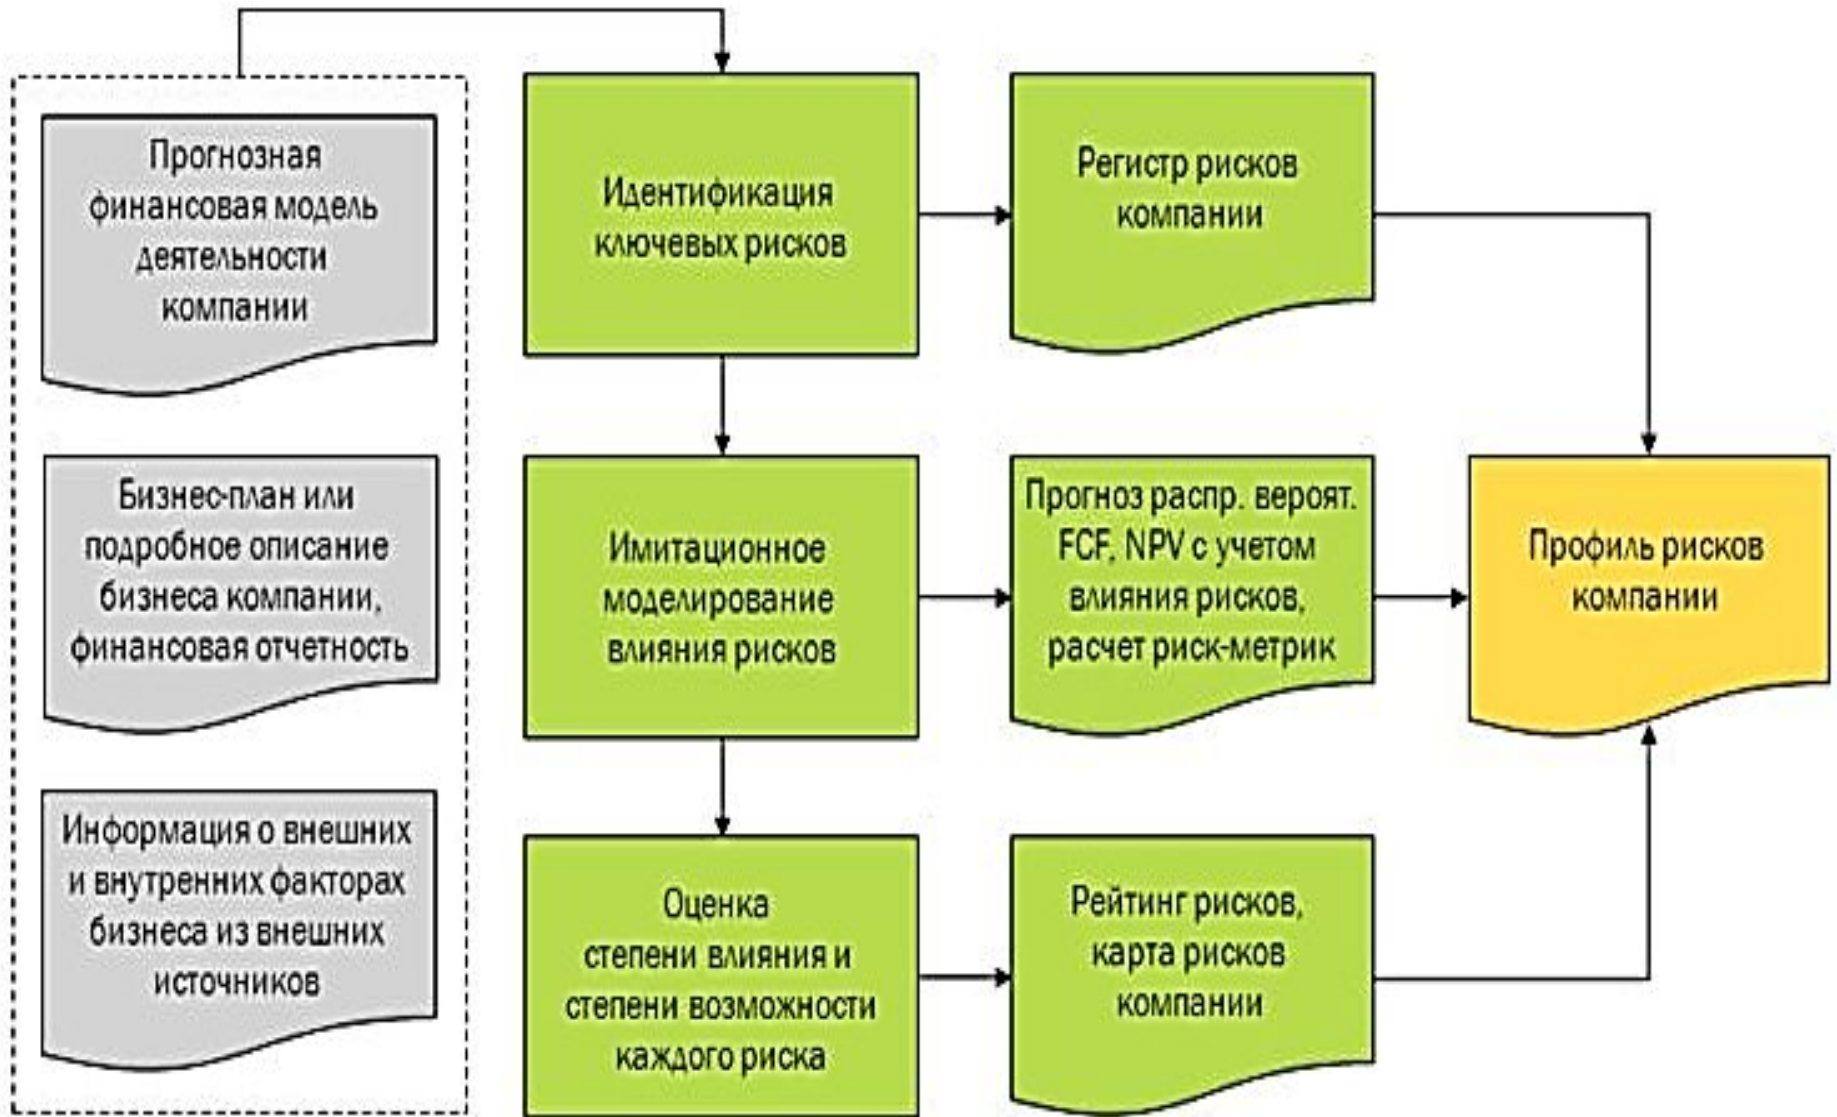 Прогнозная
финансовая модель
деятельности
компании
Бизнес-план или
подробное описание
бизнеса компании,
финансовая отчетность
Информация о внешних
и внутренних факторах
бизнеса из внешних
источников
Идентификация
ключевых рисков
Имитационное
моделирование
влияния рисков
Оценка
степени влияния и
степени возможности
каждого риска
Регистр рисков
компании
Прогноз распр. вероят.
FCF, NPV с учетом
влияния рисков,
расчет риск-метрик
Рейтинг рисков,
карта рисков
компании
Профиль рисков
компании